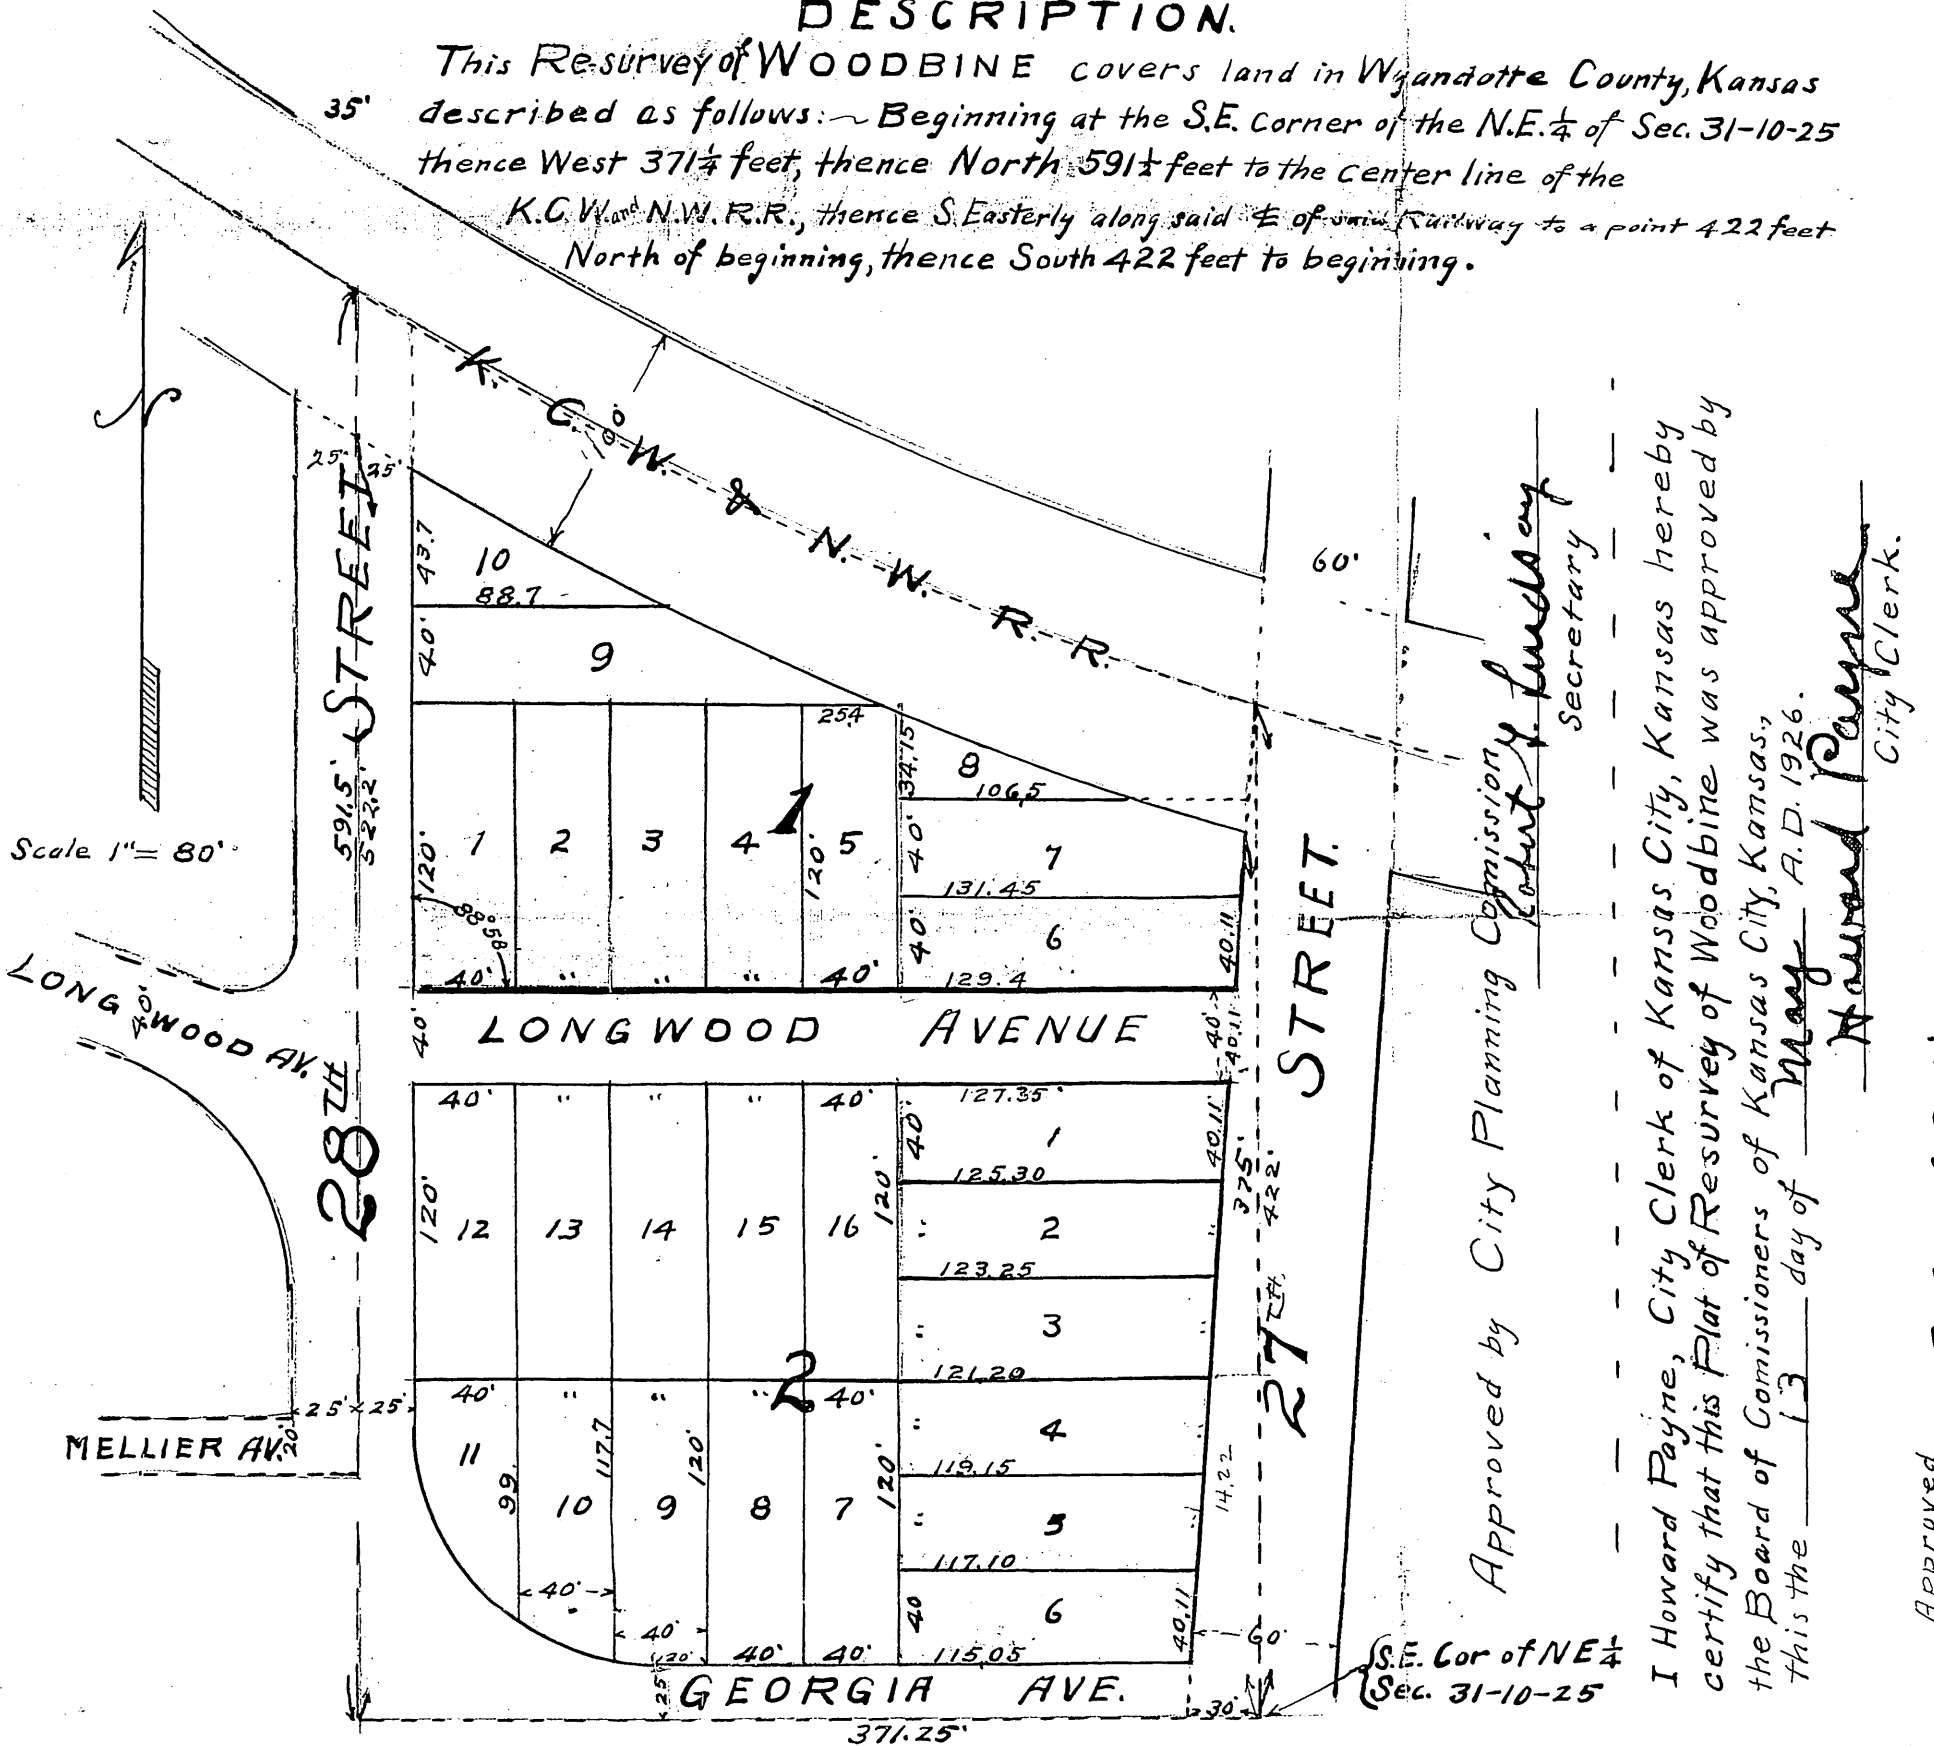 DESCRIPTION.
This Re-survey of WOODBINE covers land in Wyandotte County, Kansas
35'
described as follows:~ Beginning at the S.E. Corner of the N.E. ¼ of Sec. 31-10-25
thence West 371¼ feet, thence North 591½ feet to the center line of the
K.C.W. and N.W. R.R., thence S.Easterly along said ℄ of said Railway to a point 422 feet
North of beginning, thence South 422 feet to beginning.
K. C. W. & N. W. R. R.
100'
25' 25'
60'
28TH STREET
591.5'
522.2'
Scale 1"= 80'
43.7
10
88.7
40'
9
254
34.15
8
106.5
1
120' 1 2 3 4 120' 5
40' 7
131.45
88°58'
40' 6 40.11
40' " " " 40' 129.4
LONGWOOD AV.
40'
40' LONGWOOD AVENUE 40' 40.11
27TH STREET.
375'
422'
40' " " " 40' 127.35'
40' 1 40.11
125.30
120' 12 13 14 15 16 120'
: 2 "
123.25
: 3 :
121.20
2
40' " " " 40'
25' 25'
MELLIER AV. 20'
11 99 117.7 120' 120'
: 4
119.15
14.22
10 9 8 7
: 5
117.10
40' 40 6 40.11
40' 120' 40' 40' 115.05
60'
25' GEORGIA AVE.
30'
371.25'
S.E. Cor of NE ¼
Sec. 31-10-25
Approved by City Planning Commission
Secretary
I Howard Payne, City Clerk of Kansas City, Kansas hereby
certify that this Plat of Resurvey of Woodbine was approved by
the Board of Comissioners of Kansas City, Kansas.,
this the 13 day of May A.D. 1926.
Howard Payne
City Clerk.
Approved